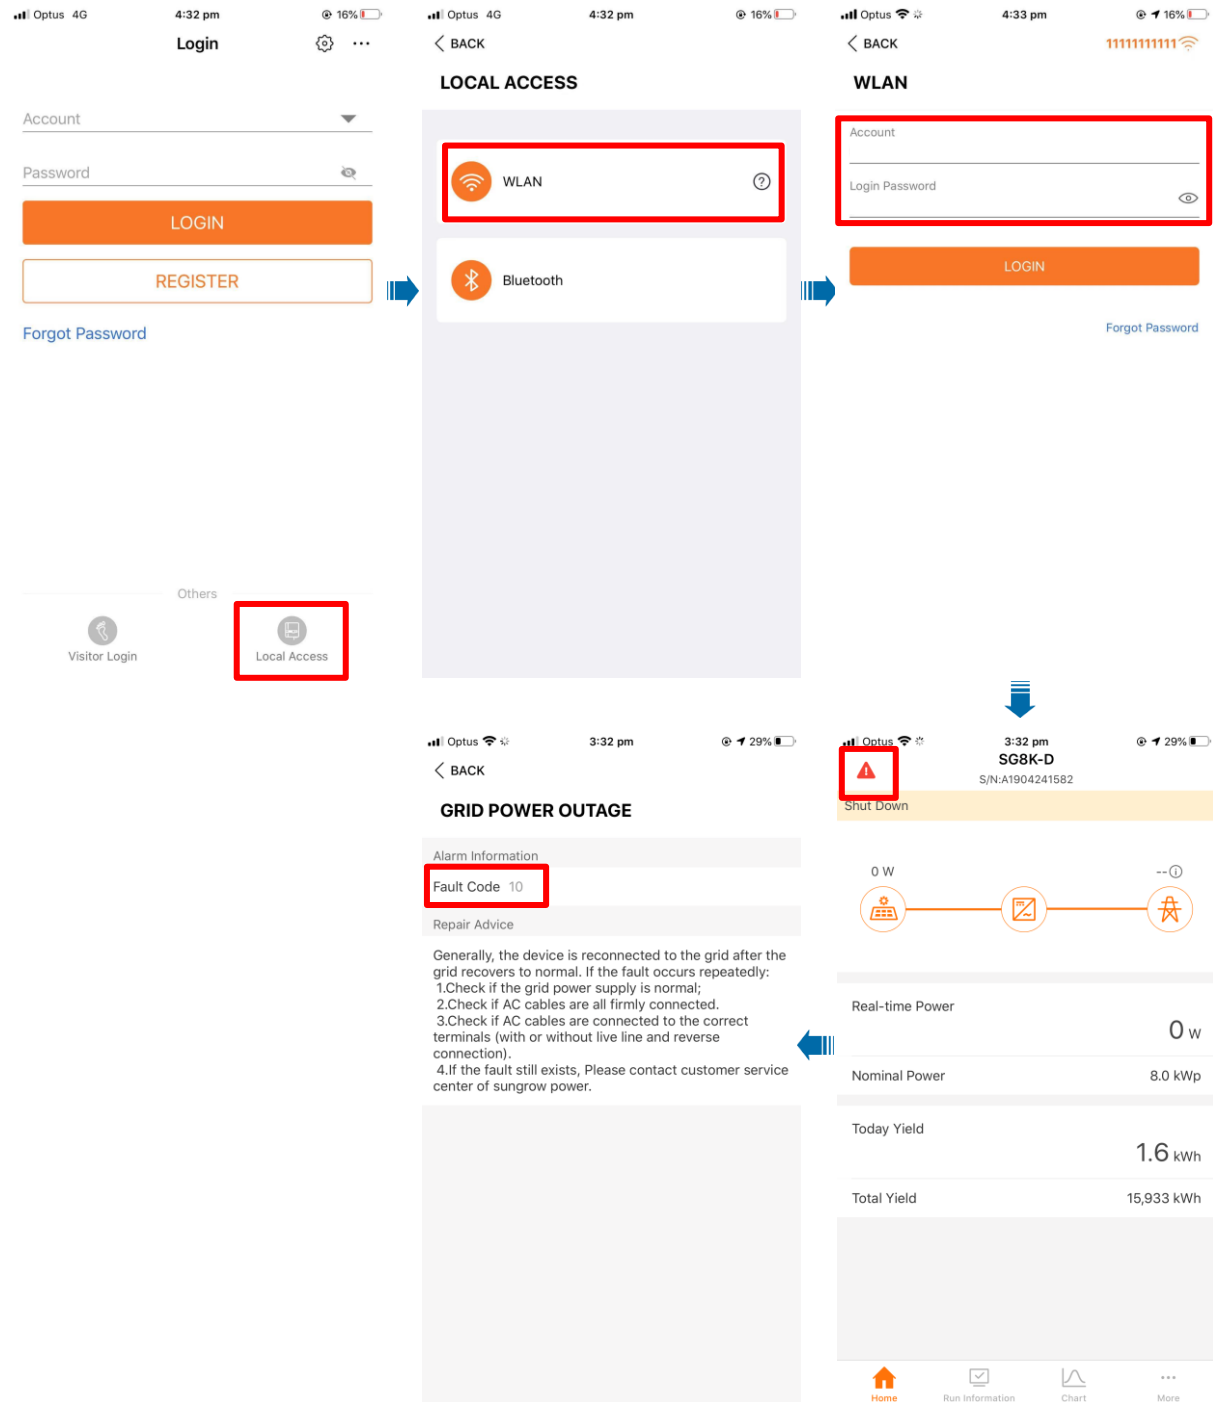 Optus 4G 4:32 pm 16%
Login
Account
Password
LOGIN
REGISTER
Forgot Password
Others
Visitor Login
Local Access
Optus 4G 4:32 pm 16%
BACK
LOCAL ACCESS
WLAN
Bluetooth
Optus 4:33 pm 16%
BACK 11111111111
WLAN
Account
Login Password
LOGIN
Forgot Password
Optus 3:32 pm 29%
SG8K-D
S/N:A1904241582
Shut Down
0 W --
Real-time Power
0 W
Nominal Power 8.0 kWp
Today Yield
1.6 kWh
Total Yield 15,933 kWh
Home Run Information Chart More
Optus 3:32 pm 29%
BACK
GRID POWER OUTAGE
Alarm Information
Fault Code 10
Repair Advice
Generally, the device is reconnected to the grid after the
grid recovers to normal. If the fault occurs repeatedly:
1.Check if the grid power supply is normal;
2.Check if AC cables are all firmly connected.
3.Check if AC cables are connected to the correct
terminals (with or without live line and reverse
connection).
4.If the fault still exists, Please contact customer service
center of sungrow power.